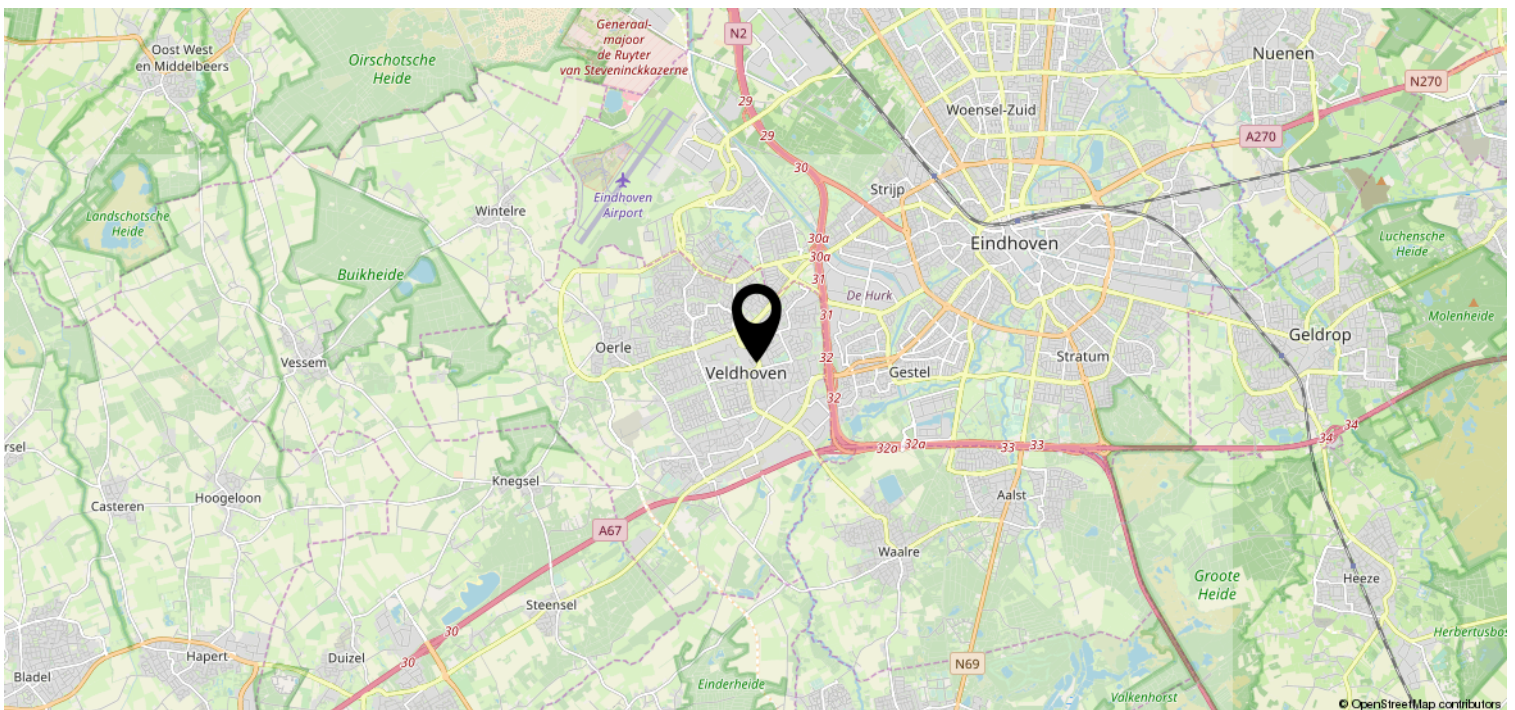 Oost West
en Middelbeers
Oirschotsche
Heide
Generaal-
majoor
de Ruyter
van Steveninckkazerne
N2
29
29
30
Nuenen
N270
A270
Woensel-Zuid
Strijp
Landschotsche
Heide
Wintelre
Eindhoven
Airport
Buikheide
30a
30a
31
31
De Hurk
Eindhoven
Luchensche
Heide
Molenheide
Geldrop
Vessem
Oerle
Veldhoven
32
32
Gestel
Stratum
rsel
Casteren
Hoogeloon
Knegsel
32a
32a
33
33
34
34
A67
Aalst
Waalre
Groote
Heide
Heeze
Steensel
30
30
Bladel
Hapert
Duizel
Einderheide
N69
Valkenhorst
Herbertusbos
© OpenStreetMap contributors